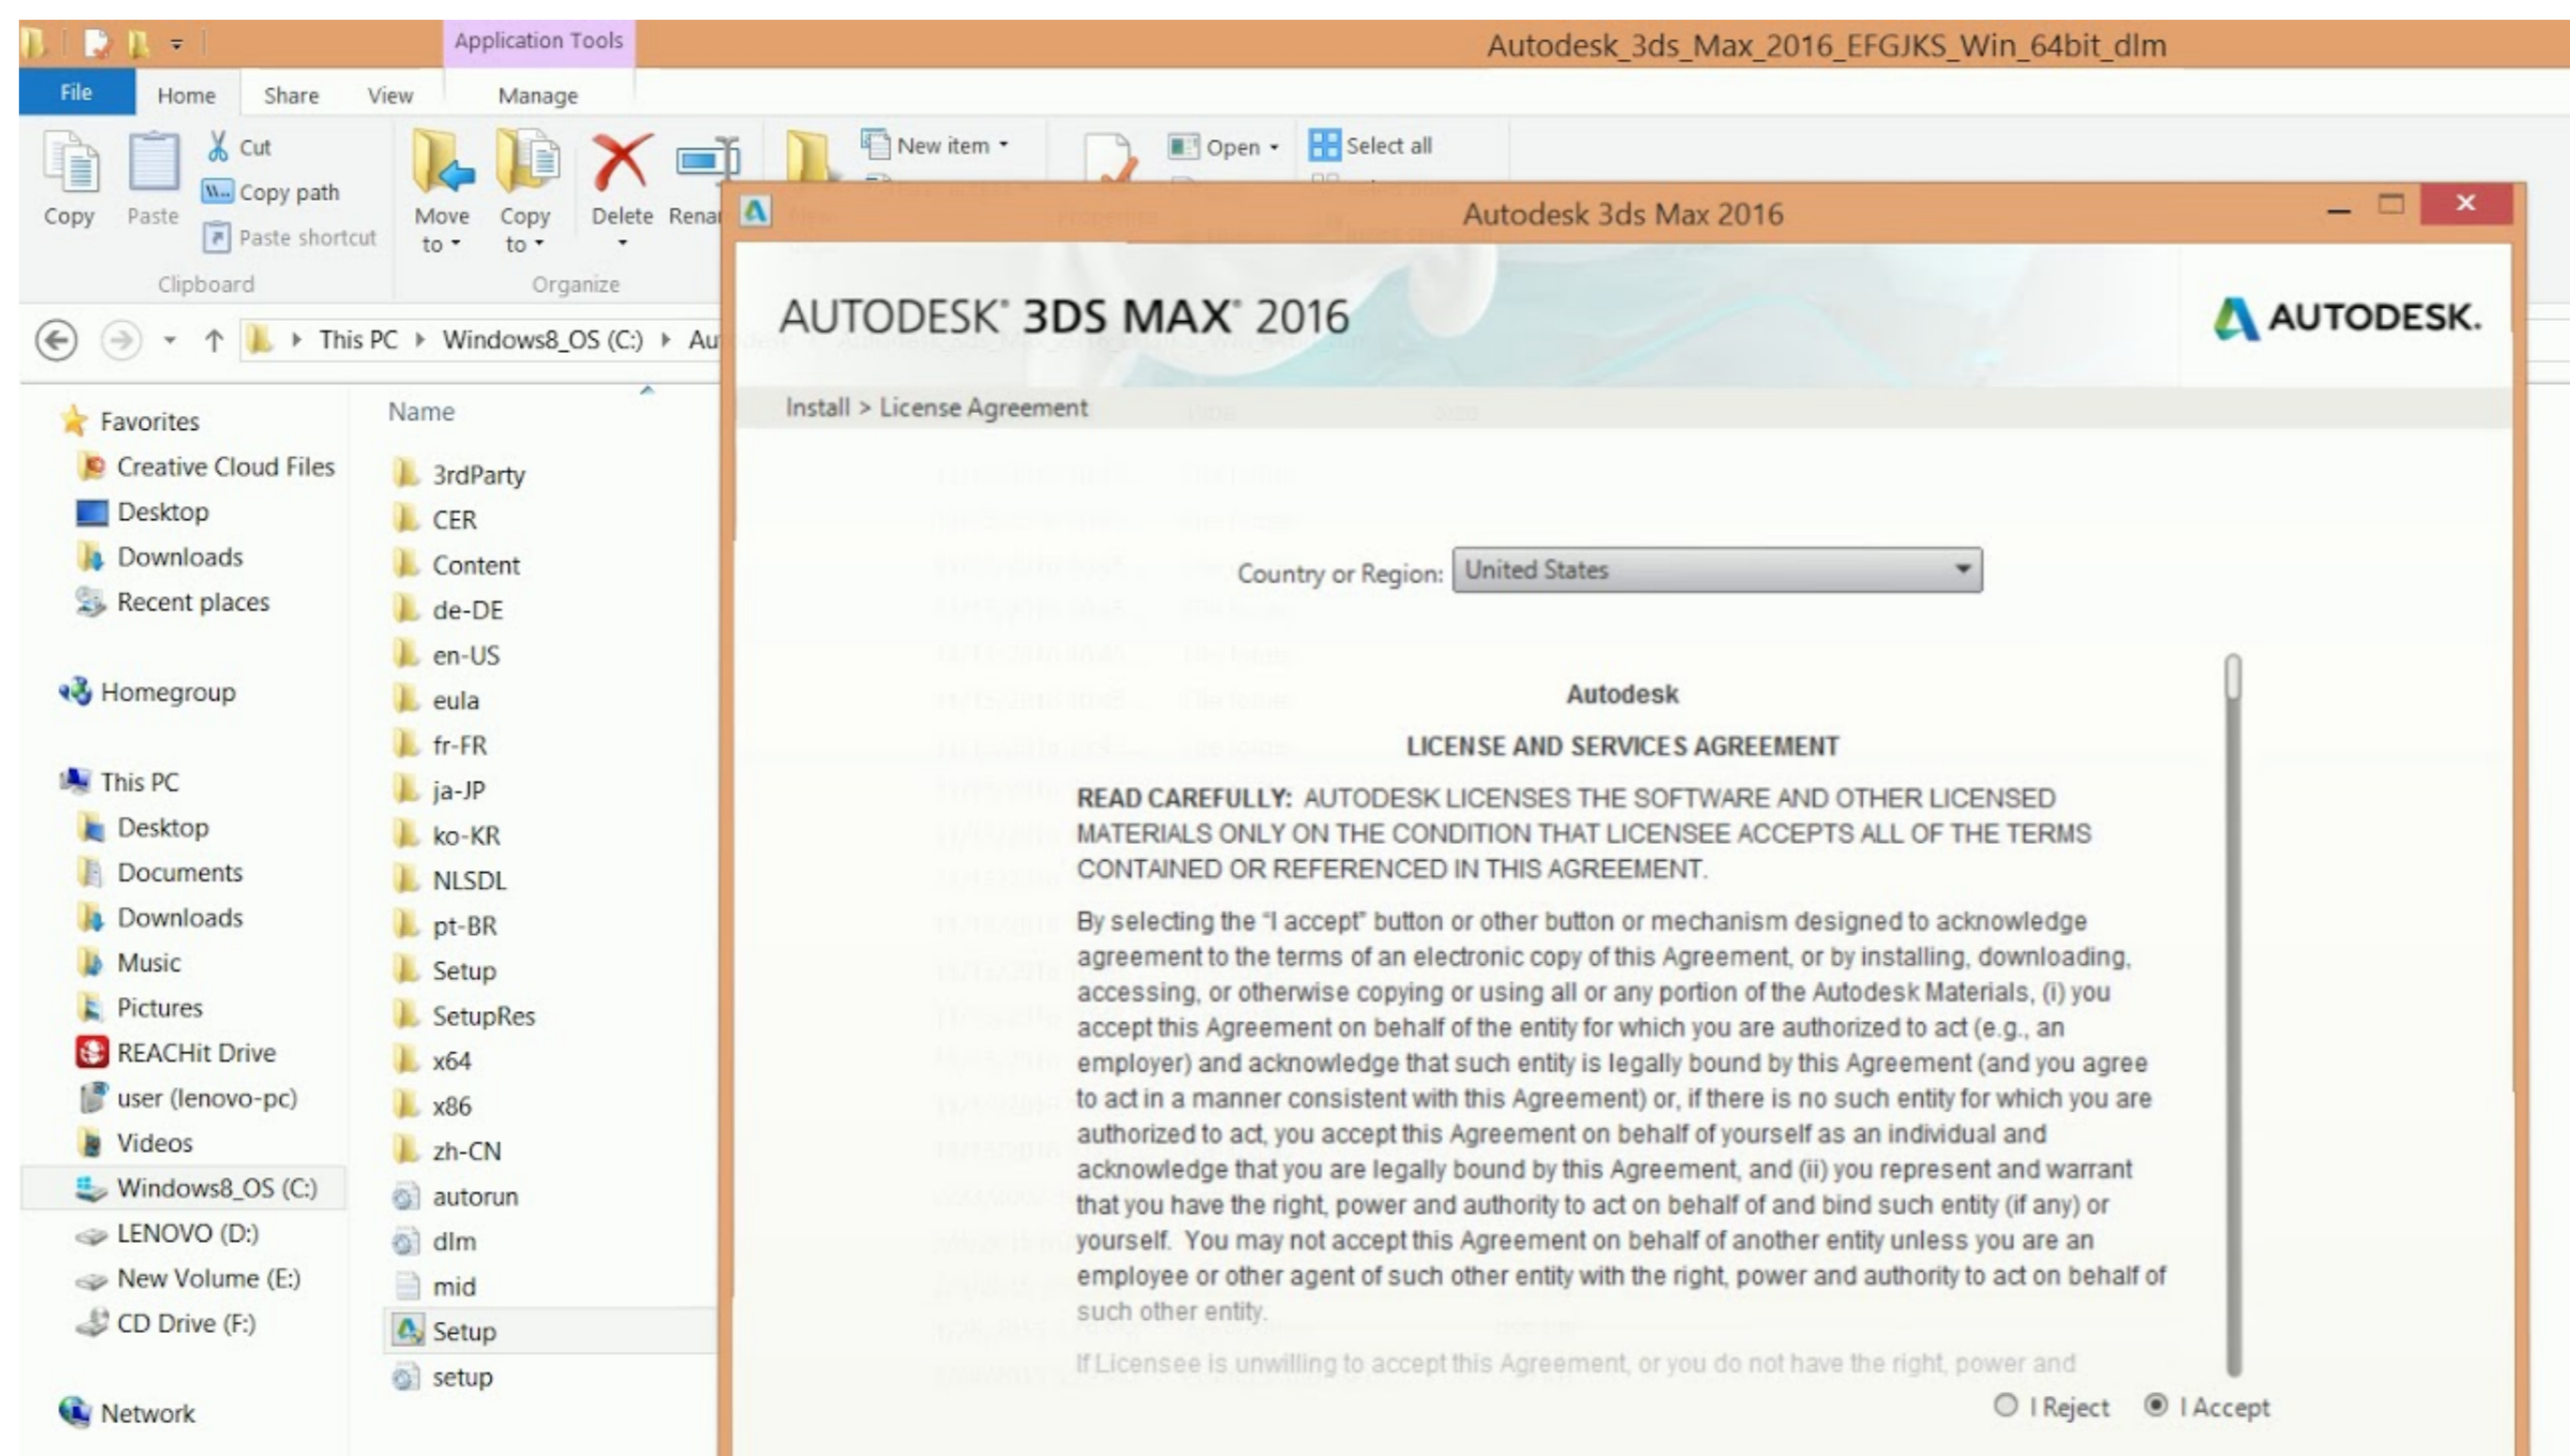 Application Tools
Autodesk_3ds_Max_2016_EFGJKS_Win_64bit_dlm
File
Home
Share
View
Manage
Copy
Paste
Cut
Copy path
Paste shortcut
Clipboard
Move to
Copy to
Delete
Renam
Organize
New item
Open
Select all
This PC
Windows8_OS (C:)
Au
Favorites
Creative Cloud Files
Desktop
Downloads
Recent places
Homegroup
This PC
Desktop
Documents
Downloads
Music
Pictures
REACHit Drive
user (lenovo-pc)
Videos
Windows8_OS (C:)
LENOVO (D:)
New Volume (E:)
CD Drive (F:)
Network
Name
3rdParty
CER
Content
de-DE
en-US
eula
fr-FR
ja-JP
ko-KR
NLSDL
pt-BR
Setup
SetupRes
x64
x86
zh-CN
autorun
dlm
mid
Setup
setup
Autodesk 3ds Max 2016
AUTODESK® 3DS MAX® 2016
AUTODESK.
Install > License Agreement
Country or Region: United States
Autodesk
LICENSE AND SERVICES AGREEMENT
READ CAREFULLY: AUTODESK LICENSES THE SOFTWARE AND OTHER LICENSED
MATERIALS ONLY ON THE CONDITION THAT LICENSEE ACCEPTS ALL OF THE TERMS
CONTAINED OR REFERENCED IN THIS AGREEMENT.
By selecting the “I accept” button or other button or mechanism designed to acknowledge
agreement to the terms of an electronic copy of this Agreement, or by installing, downloading,
accessing, or otherwise copying or using all or any portion of the Autodesk Materials, (i) you
accept this Agreement on behalf of the entity for which you are authorized to act (e.g., an
employer) and acknowledge that such entity is legally bound by this Agreement (and you agree
to act in a manner consistent with this Agreement) or, if there is no such entity for which you are
authorized to act, you accept this Agreement on behalf of yourself as an individual and
acknowledge that you are legally bound by this Agreement, and (ii) you represent and warrant
that you have the right, power and authority to act on behalf of and bind such entity (if any) or
yourself. You may not accept this Agreement on behalf of another entity unless you are an
employee or other agent of such other entity with the right, power and authority to act on behalf of
such other entity.
If Licensee is unwilling to accept this Agreement, or you do not have the right, power and
I Reject
I Accept